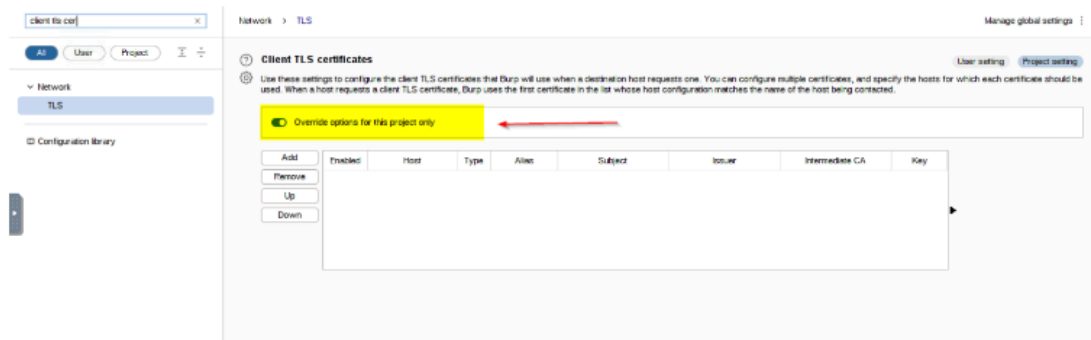 client tls cer
All User Project
Network
TLS
Configuration library
Network > TLS
Manage global settings
Client TLS certificates
User setting Project setting
Use these settings to configure the client TLS certificates that Burp will use when a destination host requests one. You can configure multiple certificates, and specify the hosts for which each certificate should be
used. When a host requests a client TLS certificate, Burp uses the first certificate in the list whose host configuration matches the name of the host being contacted.
Override options for this project only
Add
Remove
Up
Down
Enabled Host Type Alias Subject Issuer Intermediate CA Key